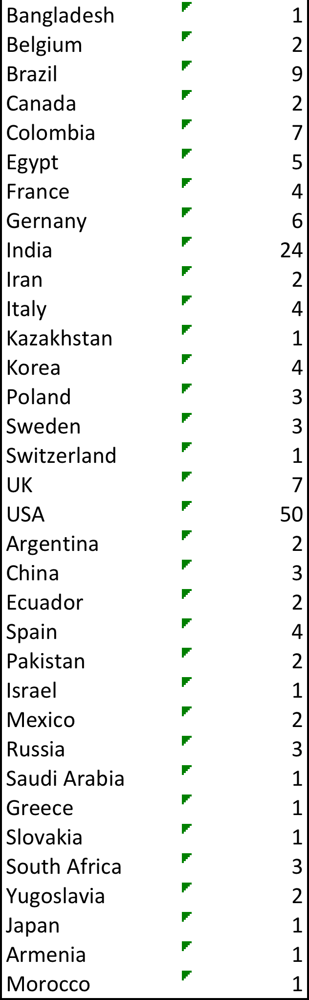 Bangladesh 1
Belgium 2
Brazil 9
Canada 2
Colombia 7
Egypt 5
France 4
Gernany 6
India 24
Iran 2
Italy 4
Kazakhstan 1
Korea 4
Poland 3
Sweden 3
Switzerland 1
UK 7
USA 50
Argentina 2
China 3
Ecuador 2
Spain 4
Pakistan 2
Israel 1
Mexico 2
Russia 3
Saudi Arabia 1
Greece 1
Slovakia 1
South Africa 3
Yugoslavia 2
Japan 1
Armenia 1
Morocco 1